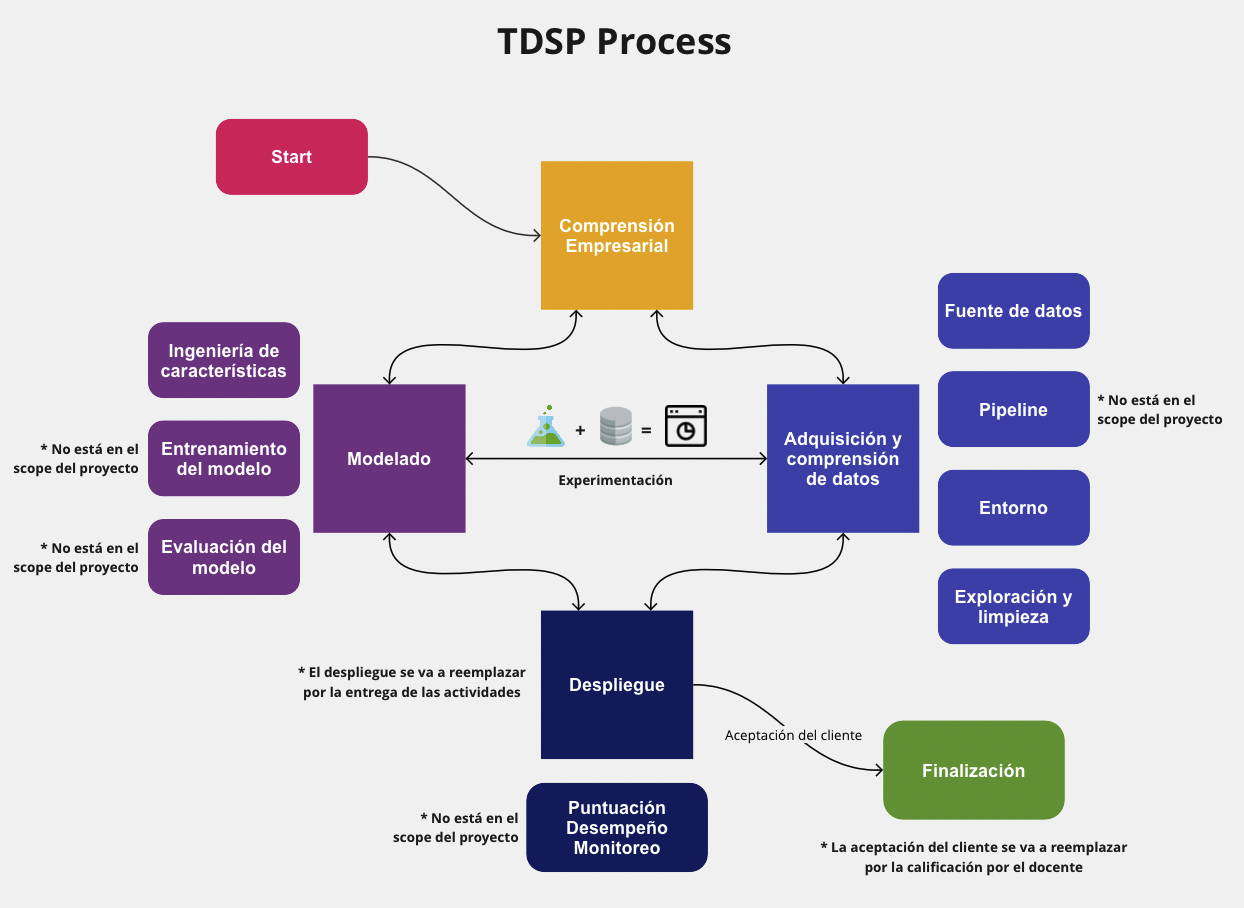 TDSP Process
Start
Comprensión
Empresarial
Fuente de datos
Ingeniería de
características
Pipeline
* No está en el
scope del proyecto
* No está en el
scope del proyecto
Entrenamiento
del modelo
Modelado
+
=
Experimentación
Adquisición y
comprensión
de datos
Entorno
* No está en el
scope del proyecto
Evaluación del
modelo
Exploración y
limpieza
* El despliegue se va a reemplazar
por la entrega de las actividades
Despliegue
Aceptación del cliente
Finalización
* No está en el
scope del proyecto
Puntuación
Desempeño
Monitoreo
* La aceptación del cliente se va a reemplazar
por la calificación por el docente